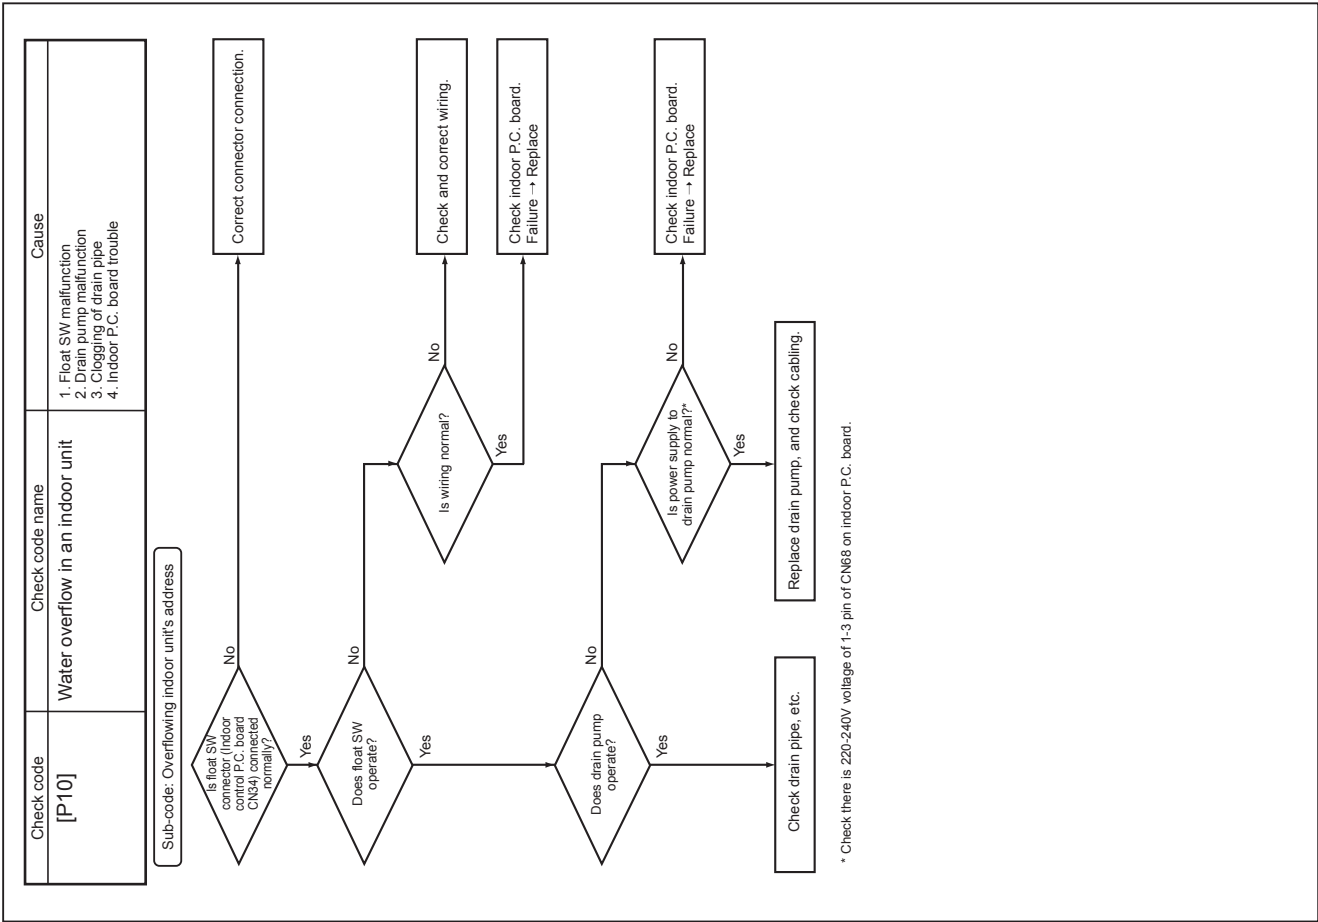 Check code
Check code name
Cause
[P10]
Water overflow in an indoor unit
1. Float SW malfunction
2. Drain pump malfunction
3. Clogging of drain pipe
4. Indoor P.C. board trouble
Sub-code: Overflowing indoor unit's address
Is float SW
connector (Indoor
control P.C. board
CN34) connected
normally?
No
Correct connector connection.
Yes
Does float SW
operate?
No
Is wiring normal?
No
Check and correct wiring.
Yes
Check indoor P.C. board.
Failure → Replace
Yes
Does drain pump
operate?
No
Is power supply to
drain pump normal?*
No
Check indoor P.C. board.
Failure → Replace
Yes
Replace drain pump, and check cabling.
Yes
Check drain pipe, etc.
* Check there is 220-240V voltage of 1-3 pin of CN68 on indoor P.C. board.